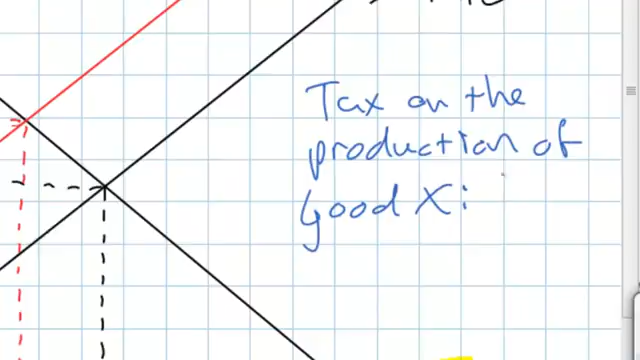 Tax on the
production of
good X: